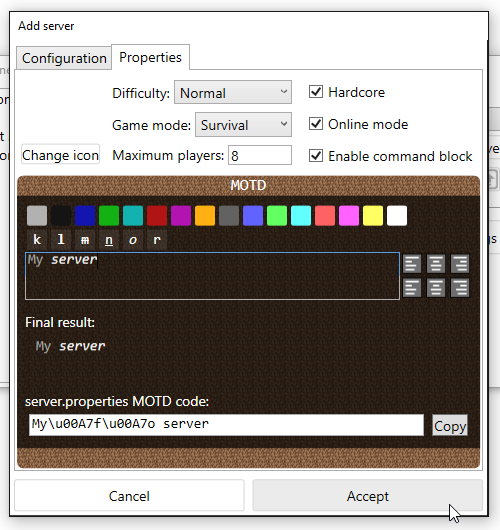 Add server
Configuration Properties
Difficulty: Normal Hardcore
Game mode: Survival Online mode
Change icon Maximum players: 8 Enable command block
MOTD
k l m n o r
My server
Final result:
My server
server.properties MOTD code:
My\u00A7f\u00A7o server Copy
Cancel Accept